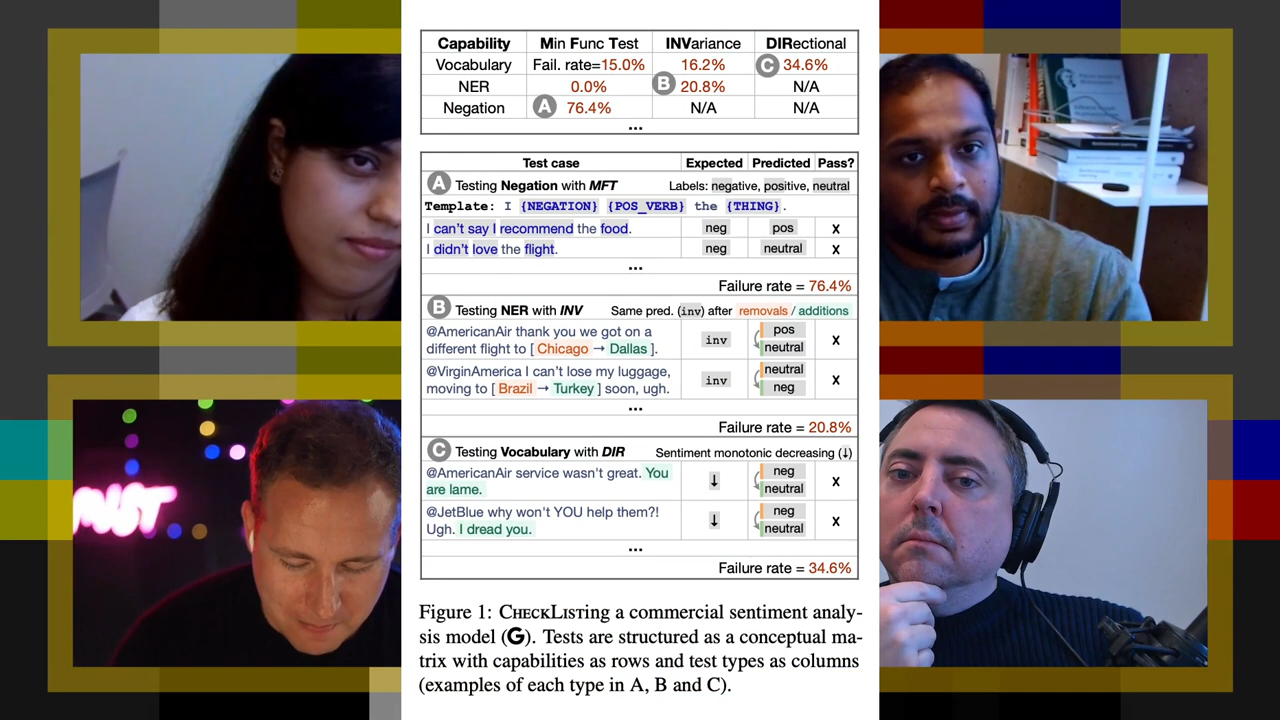 Capability Min Func Test INVariance DIRectional
Vocabulary Fail. rate=15.0% 16.2% C 34.6%
NER 0.0% B 20.8% N/A
Negation A 76.4% N/A N/A
...
Test case Expected Predicted Pass?
A Testing Negation with MFT Labels: negative, positive, neutral
Template: I {NEGATION} {POS_VERB} the {THING}.
I can't say I recommend the food. neg pos X
I didn't love the flight. neg neutral X
...
Failure rate = 76.4%
B Testing NER with INV Same pred. (inv) after removals / additions
@AmericanAir thank you we got on a
different flight to [ Chicago → Dallas ]. inv pos neutral X
@VirginAmerica I can't lose my luggage,
moving to [ Brazil → Turkey ] soon, ugh. inv neutral neg X
...
Failure rate = 20.8%
C Testing Vocabulary with DIR Sentiment monotonic decreasing (↓)
@AmericanAir service wasn't great. You
are lame. ↓ neg neutral X
@JetBlue why won't YOU help them?!
Ugh. I dread you. ↓ neg neutral X
...
Failure rate = 34.6%
Figure 1: CHECKLISTING a commercial sentiment analy-
sis model (G). Tests are structured as a conceptual ma-
trix with capabilities as rows and test types as columns
(examples of each type in A, B and C).